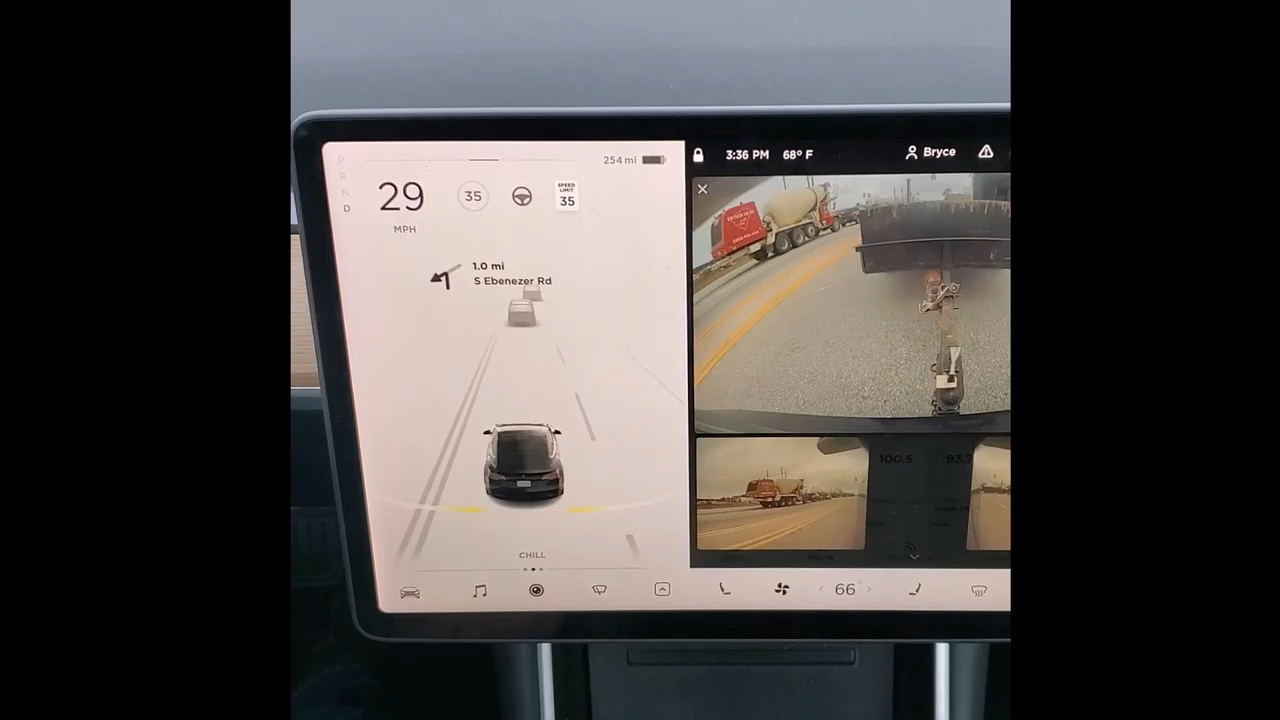 P
R
N
D
254 mi
29
MPH
35
SPEED
LIMIT
35
1.0 mi
S Ebenezer Rd
CHILL
3:36 PM 68° F
Bryce
100.5
66